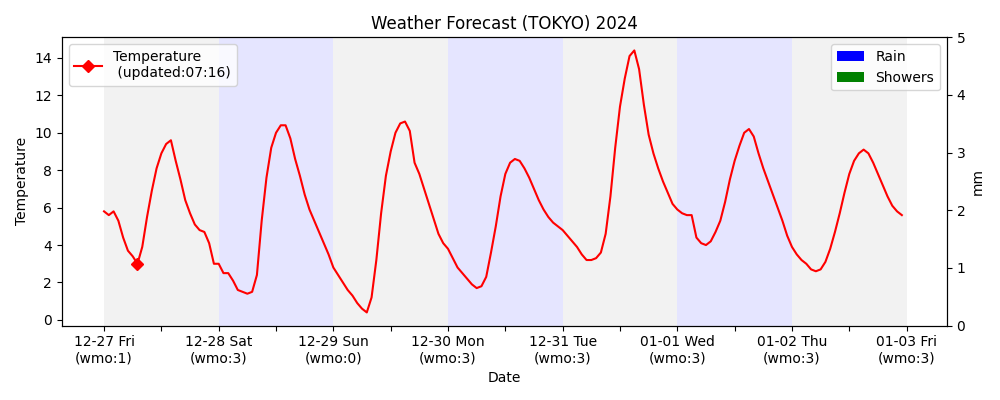 Weather Forecast (TOKYO) 2024
Temperature
(updated:07:16)
Rain
Showers
Temperature
14
12
10
8
6
4
2
0
5
4
3
2
1
0
mm
12-27 Fri
(wmo:1)
12-28 Sat
(wmo:3)
12-29 Sun
(wmo:0)
12-30 Mon
(wmo:3)
12-31 Tue
(wmo:3)
01-01 Wed
(wmo:3)
01-02 Thu
(wmo:3)
01-03 Fri
(wmo:3)
Date